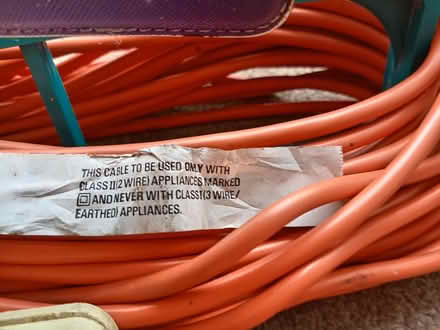 THIS CABLE TO BE USED ONLY WITH
CLASS II (2 WIRE) APPLIANCES MARKED
⧈ AND NEVER WITH CLASS 1 (3 WIRE/
EARTHED) APPLIANCES.